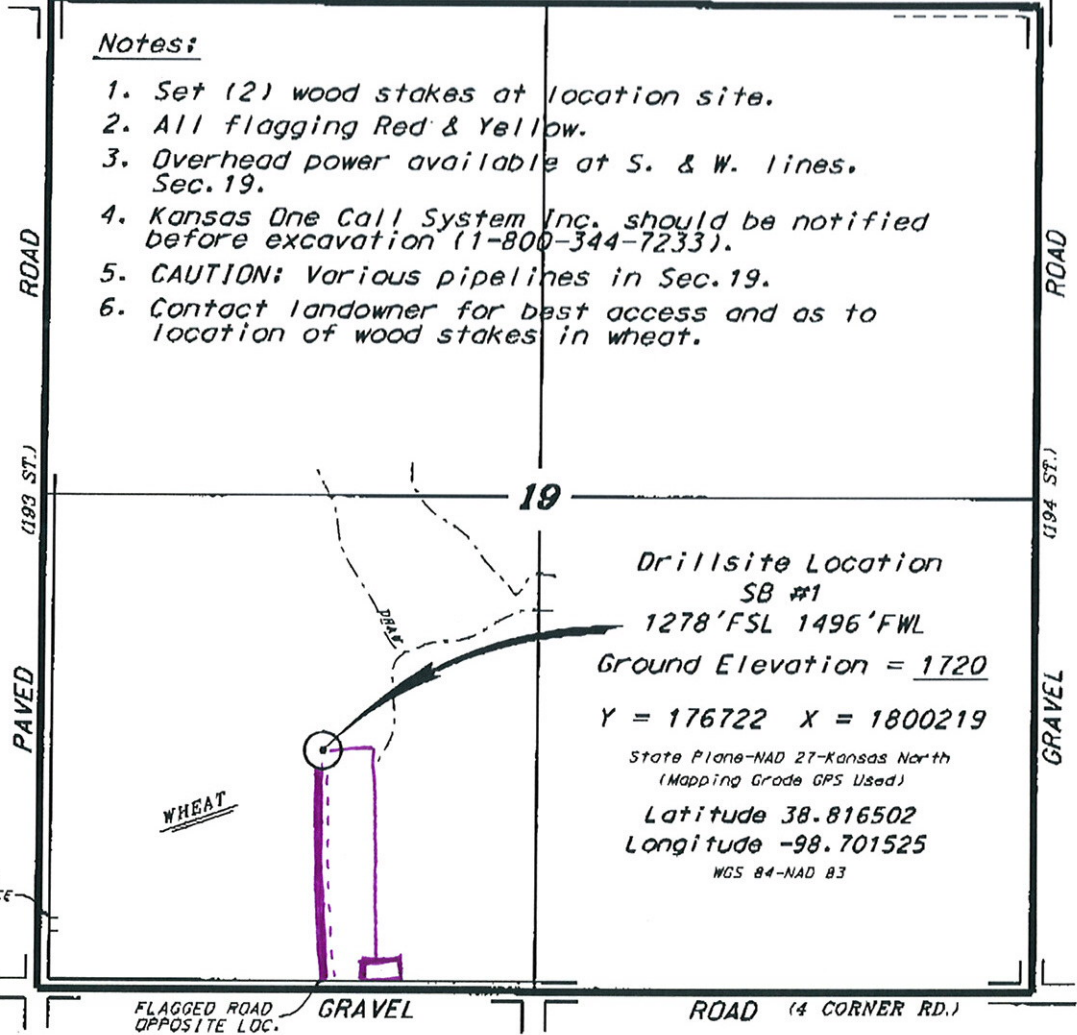 Notes:
1. Set (2) wood stakes at location site.
2. All flagging Red & Yellow.
3. Overhead power available at S. & W. lines.
Sec. 19.
4. Kansas One Call System Inc. should be notified
before excavation (1-800-344-7233).
5. CAUTION: Various pipelines in Sec. 19.
6. Contact landowner for best access and as to
location of wood stakes in wheat.
ROAD
(193 ST.)
PAVED
ROAD
(194 ST.)
GRAVEL
19
DRAW
Drillsite Location
SB #1
1278'FSL 1496'FWL
Ground Elevation = 1720
Y = 176722 X = 1800219
State Plane-NAD 27-Kansas North
(Mapping Grade GPS Used)
Latitude 38.816502
Longitude -98.701525
WGS 84-NAD 83
WHEAT
FLAGGED ROAD
OPPOSITE LOC.
GRAVEL
ROAD (4 CORNER RD.)